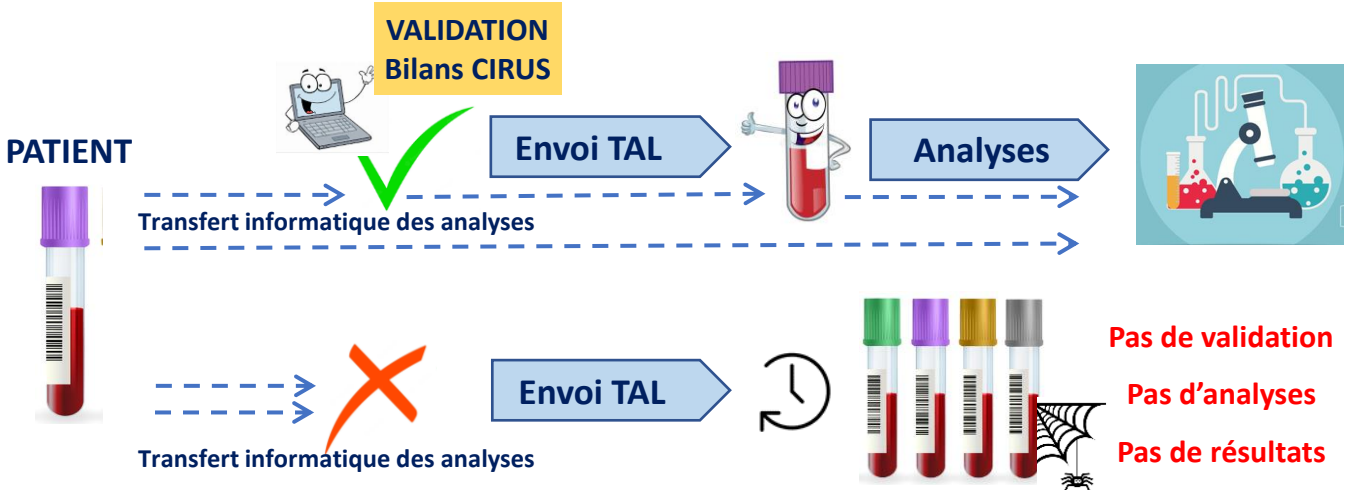 VALIDATION
Bilans CIRUS
PATIENT
Envoi TAL
Analyses
Transfert informatique des analyses
Envoi TAL
Transfert informatique des analyses
Pas de validation
Pas d’analyses
Pas de résultats